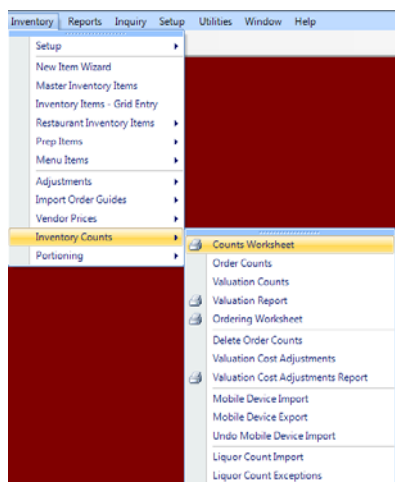 Inventory Reports Inquiry Setup Utilities Window Help
Setup
New Item Wizard
Master Inventory Items
Inventory Items - Grid Entry
Restaurant Inventory Items
Prep Items
Menu Items
Adjustments
Import Order Guides
Vendor Prices
Inventory Counts
Portioning
Counts Worksheet
Order Counts
Valuation Counts
Valuation Report
Ordering Worksheet
Delete Order Counts
Valuation Cost Adjustments
Valuation Cost Adjustments Report
Mobile Device Import
Mobile Device Export
Undo Mobile Device Import
Liquor Count Import
Liquor Count Exceptions